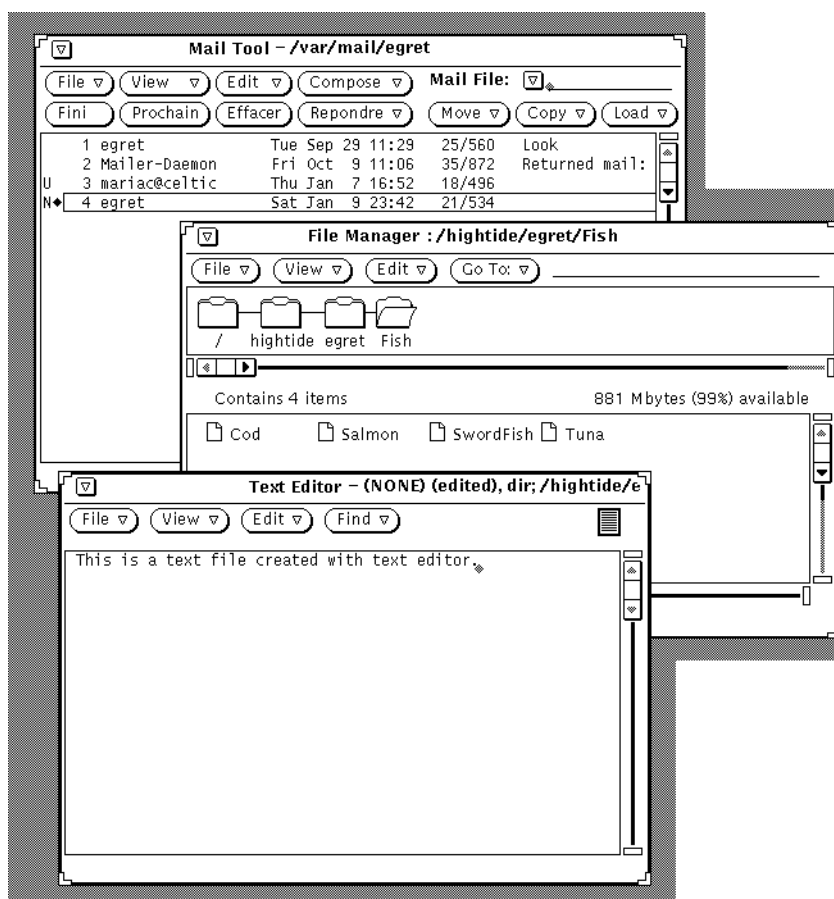 Mail Tool – /var/mail/egret
File View Edit Compose Mail File:
Fini Prochain Effacer Repondre Move Copy Load
1 egret Tue Sep 29 11:29 25/560 Look
2 Mailer-Daemon Fri Oct 9 11:06 35/872 Returned mail:
U 3 mariac@celtic Thu Jan 7 16:52 18/496
N◆ 4 egret Sat Jan 9 23:42 21/534
File Manager : /hightide/egret/Fish
File View Edit Go To:
/ hightide egret Fish
Contains 4 items 881 Mbytes (99%) available
Cod Salmon SwordFish Tuna
Text Editor – (NONE) (edited), dir; /hightide/e
File View Edit Find
This is a text file created with text editor.